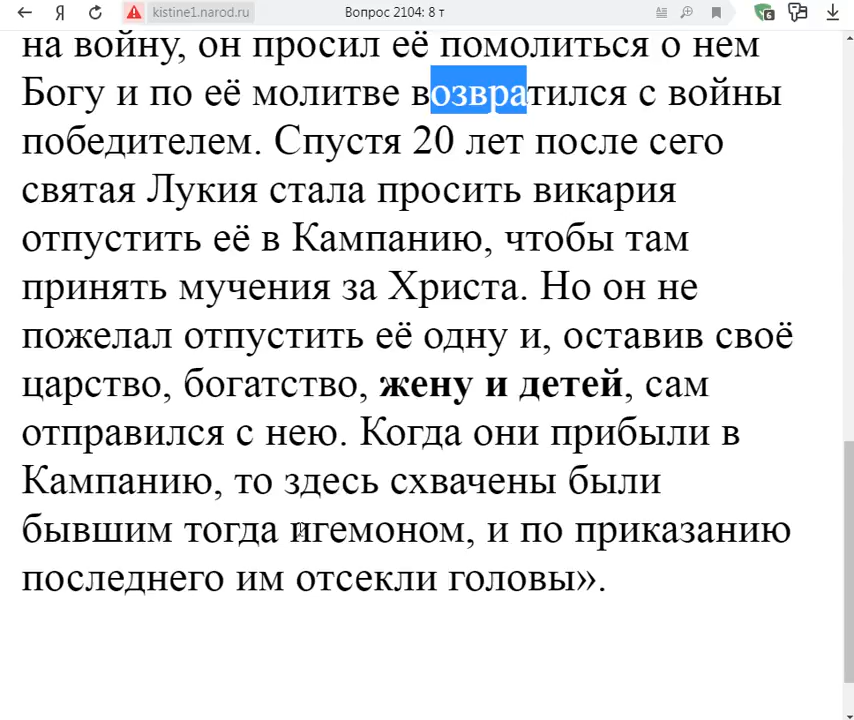 kistine1.narod.ru
Вопрос 2104: 8 т
6
на войну, он просил её помолиться о нём
Богу и по её молитве возвратился с войны
победителем. Спустя 20 лет после сего
святая Лукия стала просить викария
отпустить её в Кампанию, чтобы там
принять мучения за Христа. Но он не
пожелал отпустить её одну и, оставив своё
царство, богатство, жену и детей, сам
отправился с нею. Когда они прибыли в
Кампанию, то здесь схвачены были
бывшим тогда игемоном, и по приказанию
последнего им отсекли головы».